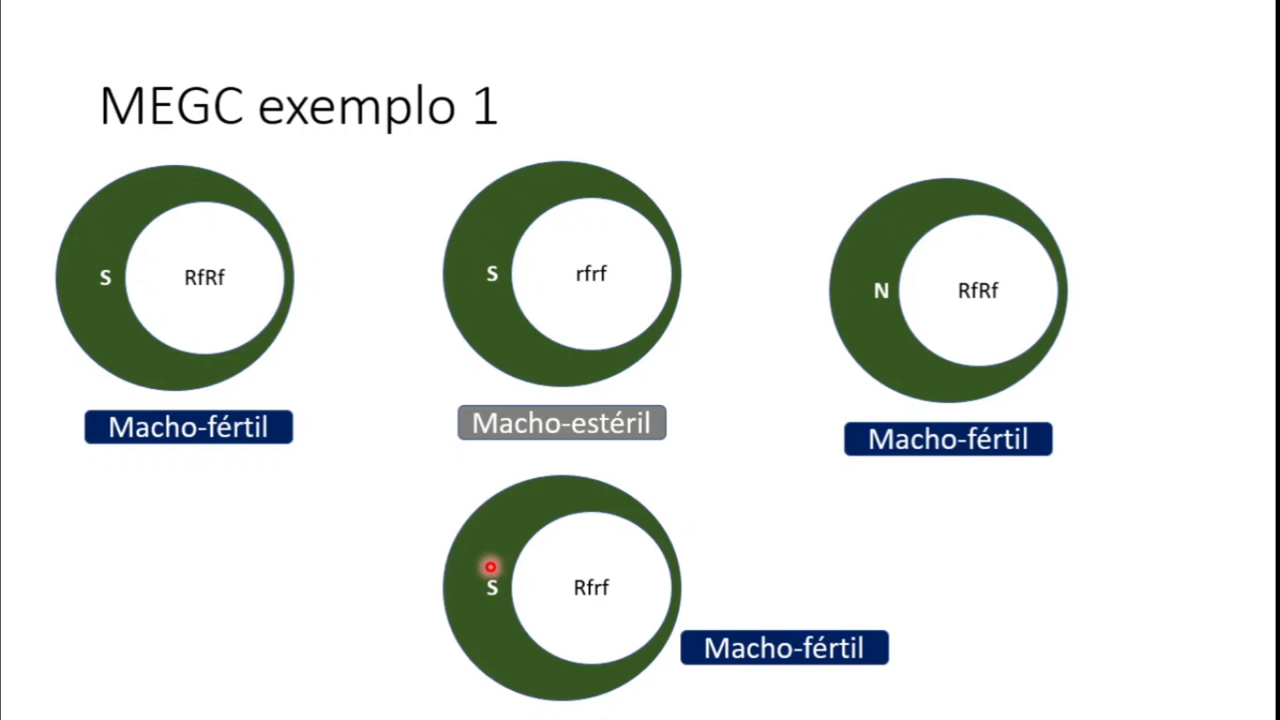 MEGC exemplo 1
S RfRf
S rfrf
N RfRf
Macho-fértil
Macho-estéril
Macho-fértil
S Rfrf
Macho-fértil